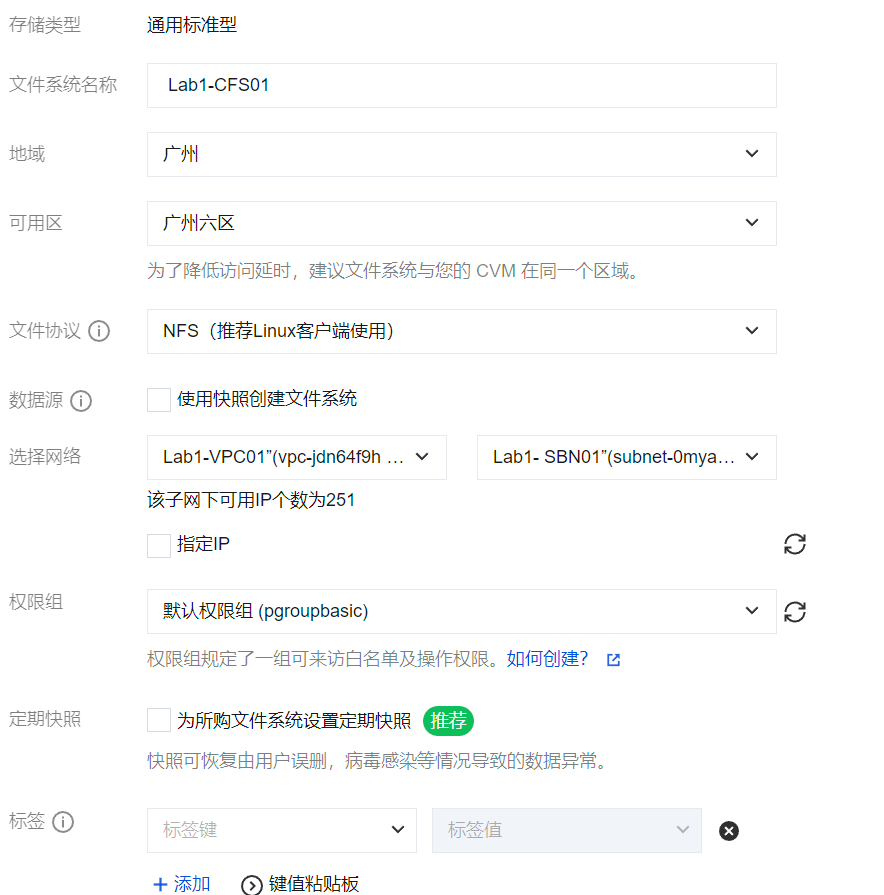 存储类型 通用标准型
文件系统名称 Lab1-CFS01
地域 广州
可用区 广州六区
为了降低访问延时，建议文件系统与您的 CVM 在同一个区域。
文件协议 NFS（推荐Linux客户端使用）
数据源 使用快照创建文件系统
选择网络 Lab1-VPC01”(vpc-jdn64f9h ... Lab1- SBN01”(subnet-0mya...
该子网下可用IP个数为251
指定IP
权限组 默认权限组 (pgroupbasic)
权限组规定了一组可来访白名单及操作权限。如何创建？
定期快照 为所购文件系统设置定期快照 推荐
快照可恢复由用户误删，病毒感染等情况导致的数据异常。
标签 标签键 标签值
+ 添加 键值粘贴板